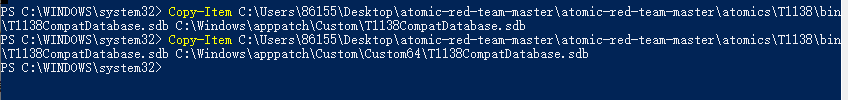 PS C:\WINDOWS\system32> Copy-Item C:\Users\86155\Desktop\atomic-red-team-master\atomic-red-team-master\atomics\T1138\bin
\T1138CompatDatabase.sdb C:\Windows\apppatch\Custom\T1138CompatDatabase.sdb
PS C:\WINDOWS\system32> Copy-Item C:\Users\86155\Desktop\atomic-red-team-master\atomic-red-team-master\atomics\T1138\bin
\T1138CompatDatabase.sdb C:\Windows\apppatch\Custom\Custom64\T1138CompatDatabase.sdb
PS C:\WINDOWS\system32>